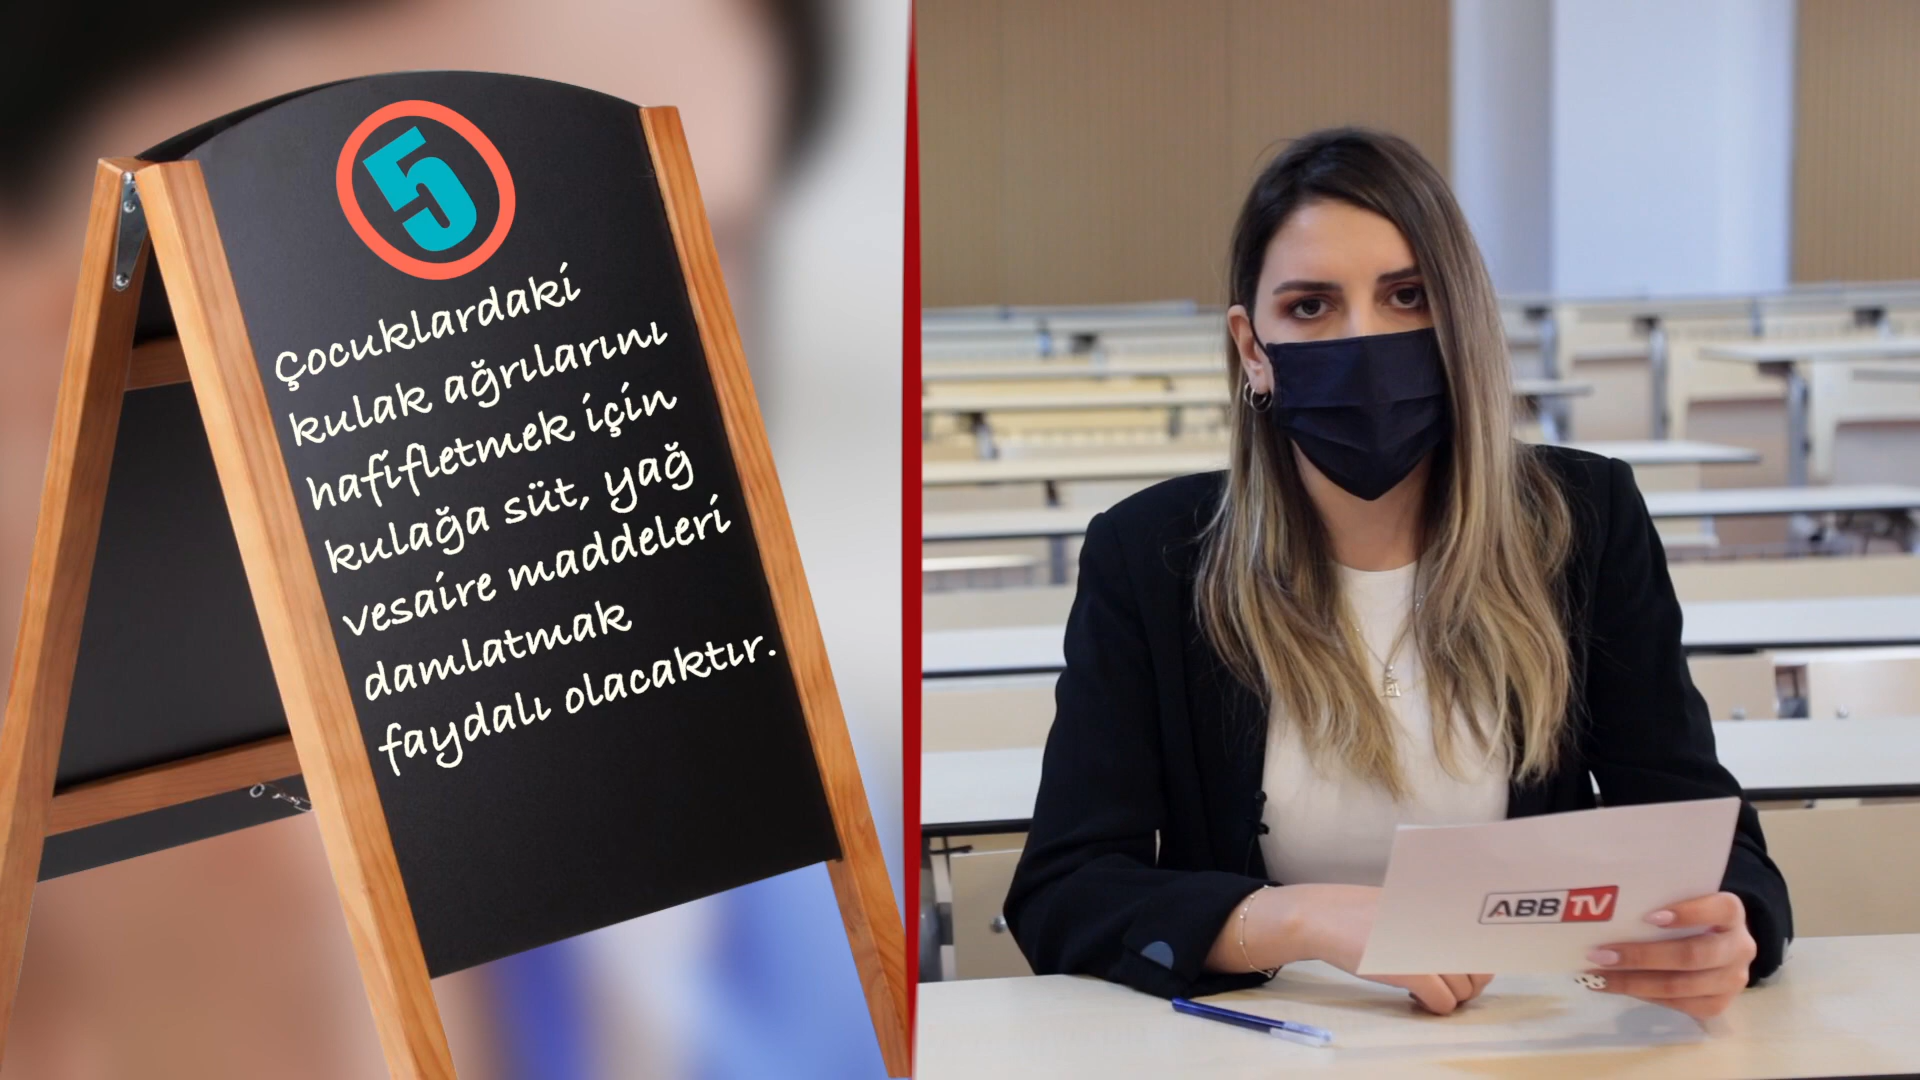 5
Çocuklardaki
kulak ağrılarını
hafifletmek için
kulağa süt, yağ
vesaire maddeleri
damlatmak
faydalı olacaktır.
ABB TV